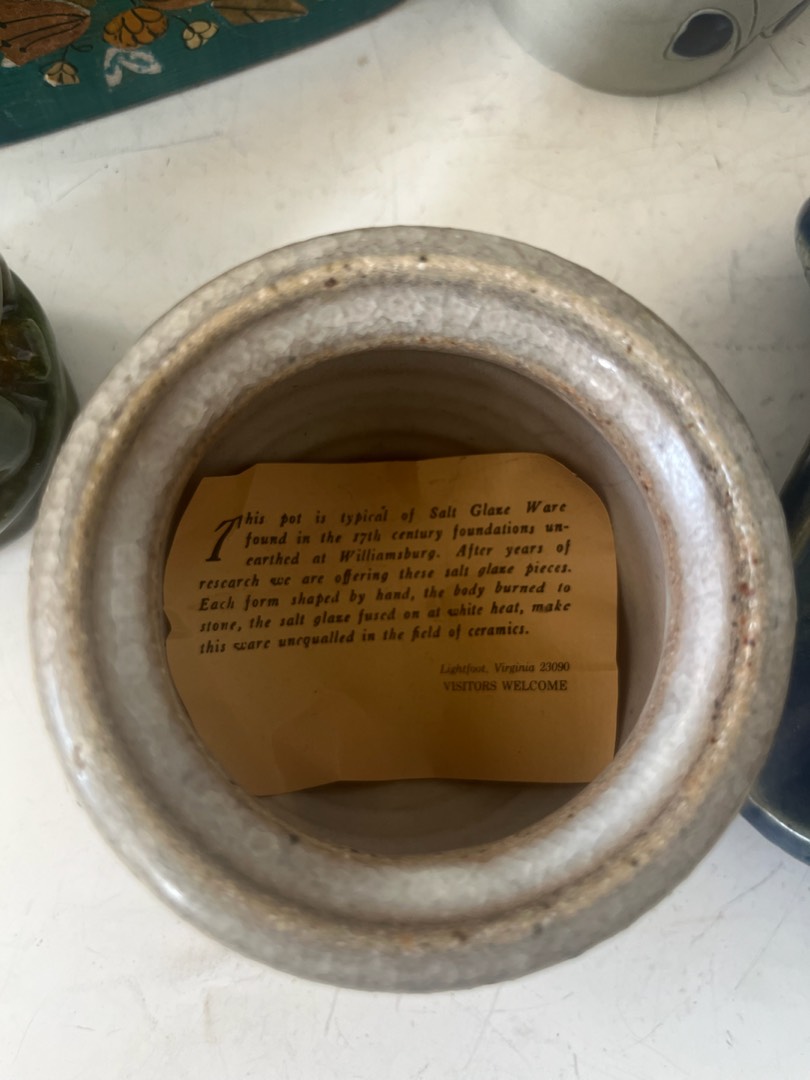 This pot is typical of Salt Glaze Ware
found in the 17th century foundations un-
earthed at Williamsburg. After years of
research we are offering these salt glaze pieces.
Each form shaped by hand, the body burned to
stone, the salt glaze fused on at white heat, make
this ware unequalled in the field of ceramics.
Lightfoot, Virginia 23090
VISITORS WELCOME